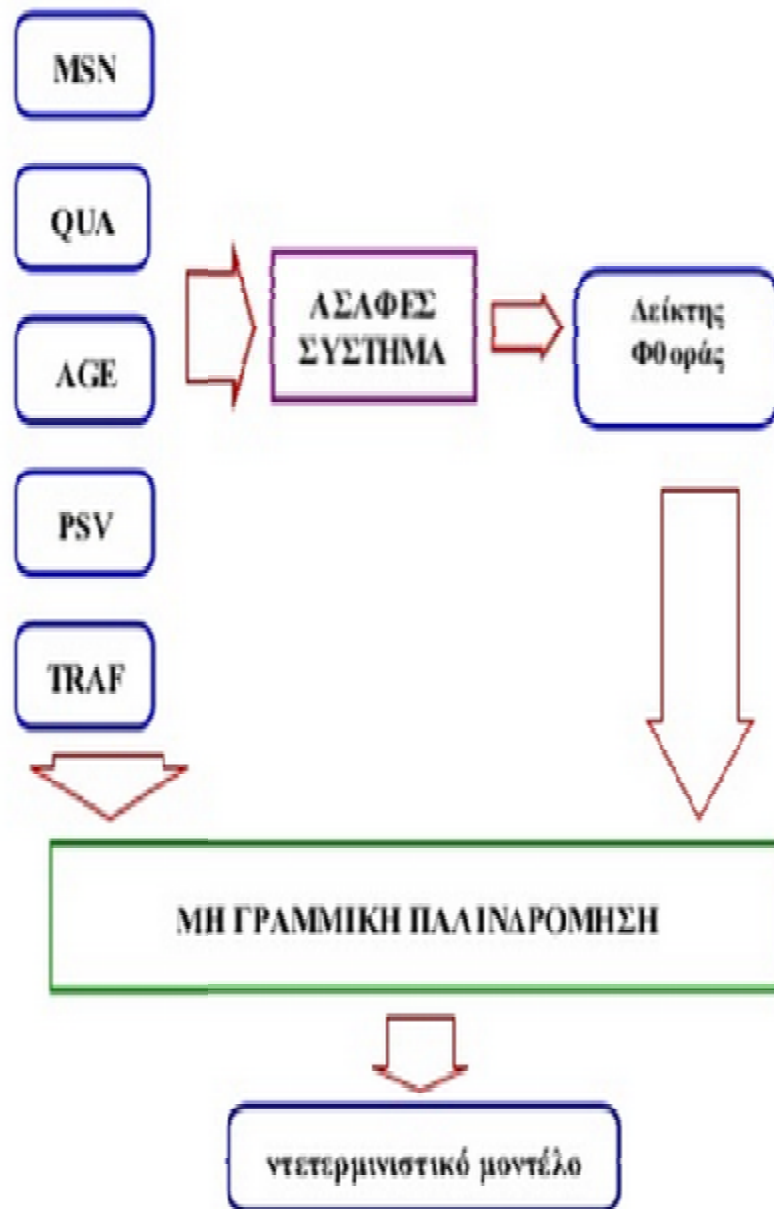 MSN
QUA
AGE
PSV
TRAF
ΑΣΑΦΕΣ
ΣΥΣΤΗΜΑ
Δείκτης
Φθοράς
ΜΗ ΓΡΑΜΜΙΚΗ ΠΑΛΙΝΔΡΟΜΗΣΗ
ντετερμινιστικό μοντέλο